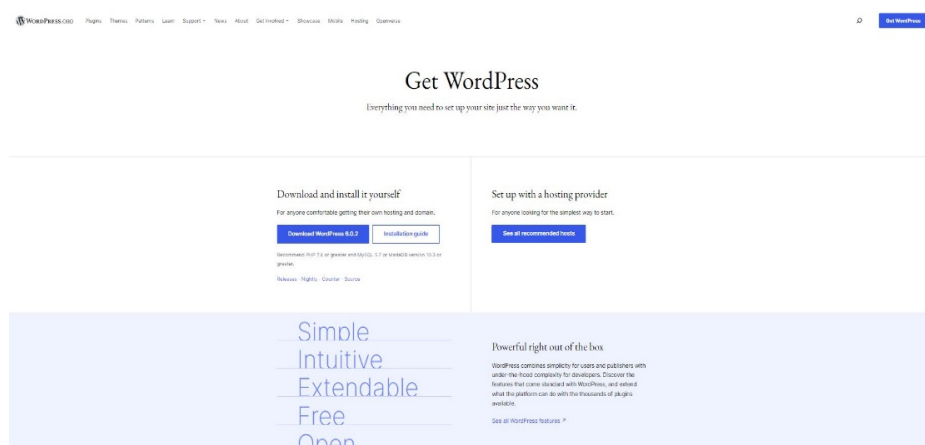 WORDPRESS.ORG Plugins Themes Patterns Learn Support News About Get Involved Showcase Mobile Hosting Openverse Get WordPress
Get WordPress
Everything you need to set up your site just the way you want it.
Download and install it yourself
For anyone comfortable getting their own hosting and domain.
Download WordPress 6.0.2 Installation guide
Recommend PHP 7.4 or greater and MySQL 5.7 or MariaDB version 10.3 or
greater.
Releases · Nightly · Counter · Source
Set up with a hosting provider
For anyone looking for the simplest way to start.
See all recommended hosts
Simple
Intuitive
Extendable
Free
Open
Powerful right out of the box
WordPress combines simplicity for users and publishers with
under-the-hood complexity for developers. Discover the
features that come standard with WordPress, and extend
what the platform can do with the thousands of plugins
available.
See all WordPress features ↗